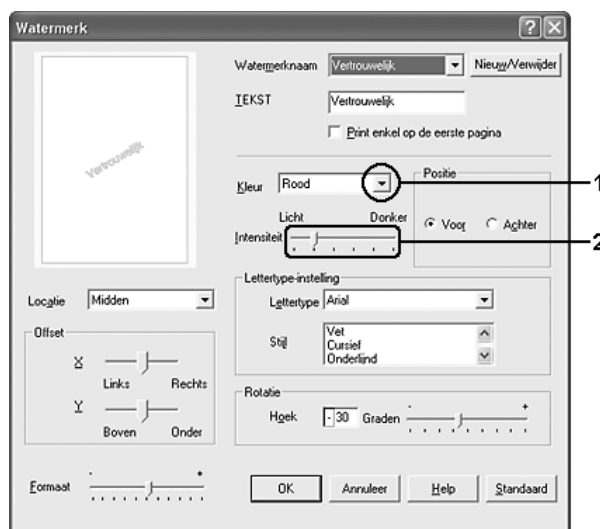 Watermerk
Watermerknaam Vertrouwelijk Nieuw/Verwijder
TEKST Vertrouwelijk
Print enkel op de eerste pagina
Vertrouwelijk
Kleur Rood 1
Positie
Voor Achter
Licht Donker
Intensiteit 2
Lettertype-instelling
Lettertype Arial
Stijl Vet
Cursief
Onderlijnd
Locatie Midden
Offset
X
Links Rechts
Y
Boven Onder
Rotatie
Hoek -30 Graden - +
Formaat - +
OK Annuleer Help Standaard